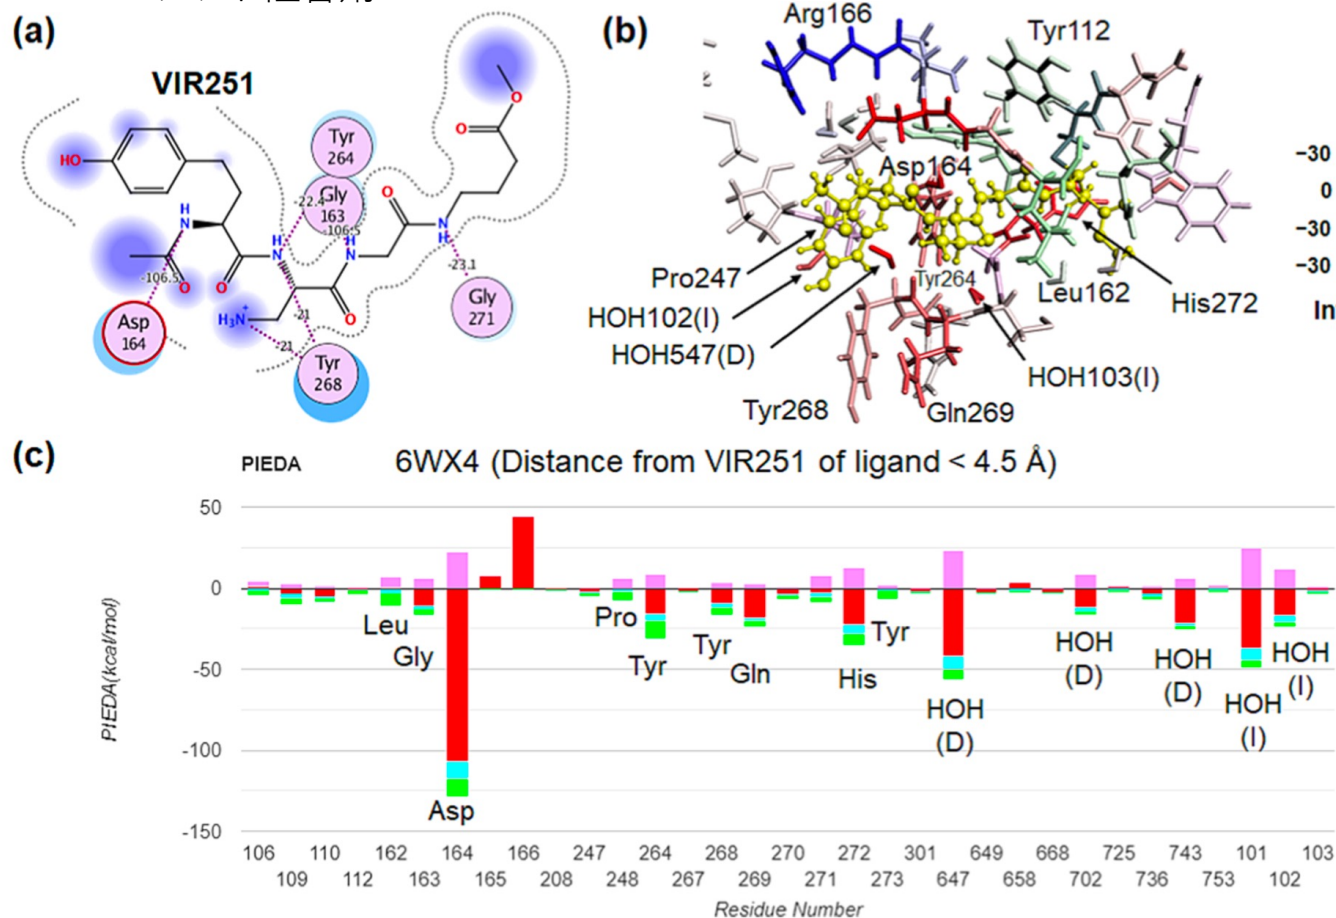 (a)
VIR251
HO
H
N
O
O
H
N
H₃N
+
O
H
N
O
O
N
H
O
O
Tyr
264
Gly
163
Gly
271
Asp
164
Tyr
268
-22.4
-106.5
-106.5
-23.1
-21
-21
(b)
Arg166
Tyr112
Asp164
Pro247
HOH102(I)
HOH547(D)
Tyr264
Leu162
His272
HOH103(I)
Tyr268
Gln269
−30
0
−30
−30
In
(c)
PIEDA
6WX4 (Distance from VIR251 of ligand < 4.5 Å)
PIEDA(kcal/mol)
50
0
-50
-100
-150
Leu
Gly
Asp
Pro
Tyr
Tyr
Gln
His
Tyr
HOH
(D)
HOH
(D)
HOH
(D)
HOH
(I)
HOH
(I)
106 110 162 164 166 247 264 268 270 272 301 649 668 725 743 101 103
109 112 163 165 208 248 267 269 271 273 647 658 702 736 753 102
Residue Number